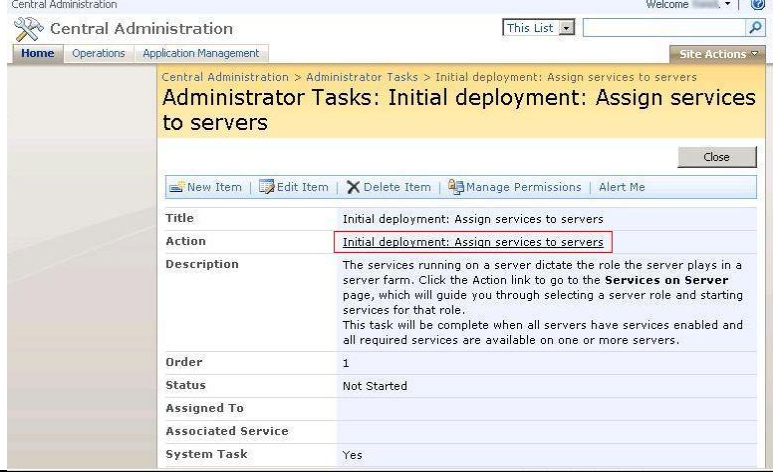 Central Administration
Welcome
Central Administration
This List
Home Operations Application Management
Site Actions
Central Administration > Administrator Tasks > Initial deployment: Assign services to servers
Administrator Tasks: Initial deployment: Assign services
to servers
Close
New Item | Edit Item | Delete Item | Manage Permissions | Alert Me
Title Initial deployment: Assign services to servers
Action Initial deployment: Assign services to servers
Description The services running on a server dictate the role the server plays in a
server farm. Click the Action link to go to the Services on Server
page, which will guide you through selecting a server role and starting
services for that role.
This task will be complete when all servers have services enabled and
all required services are available on one or more servers.
Order 1
Status Not Started
Assigned To
Associated Service
System Task Yes